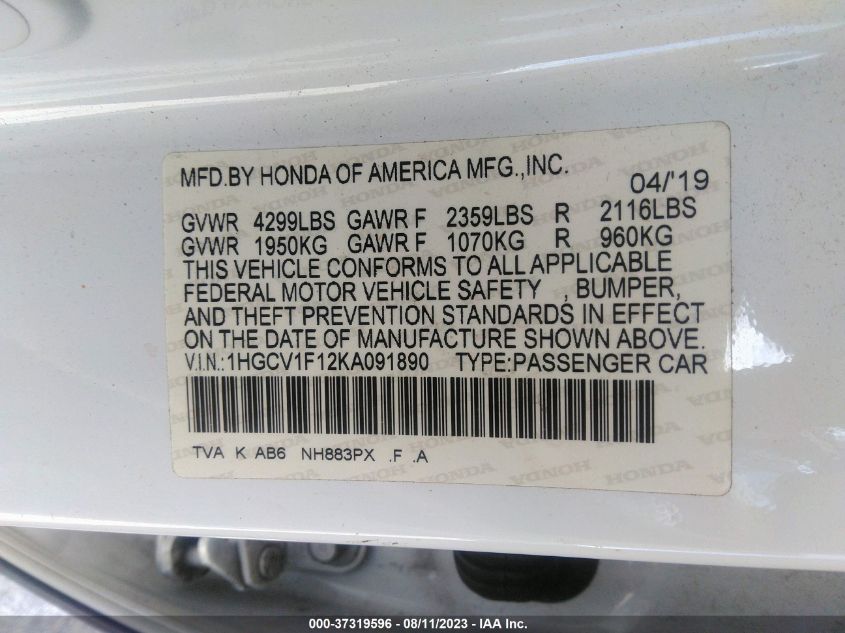 MFD.BY HONDA OF AMERICA MFG.,INC. 04/'19
GVWR 4299LBS GAWR F 2359LBS R 2116LBS
GVWR 1950KG GAWR F 1070KG R 960KG
THIS VEHICLE CONFORMS TO ALL APPLICABLE
FEDERAL MOTOR VEHICLE SAFETY , BUMPER,
AND THEFT PREVENTION STANDARDS IN EFFECT
ON THE DATE OF MANUFACTURE SHOWN ABOVE.
V.I.N.:1HGCV1F12KA091890 TYPE:PASSENGER CAR
TVA K AB6 NH883PX .F .A
000-37319596 - 08/11/2023 - IAA Inc.